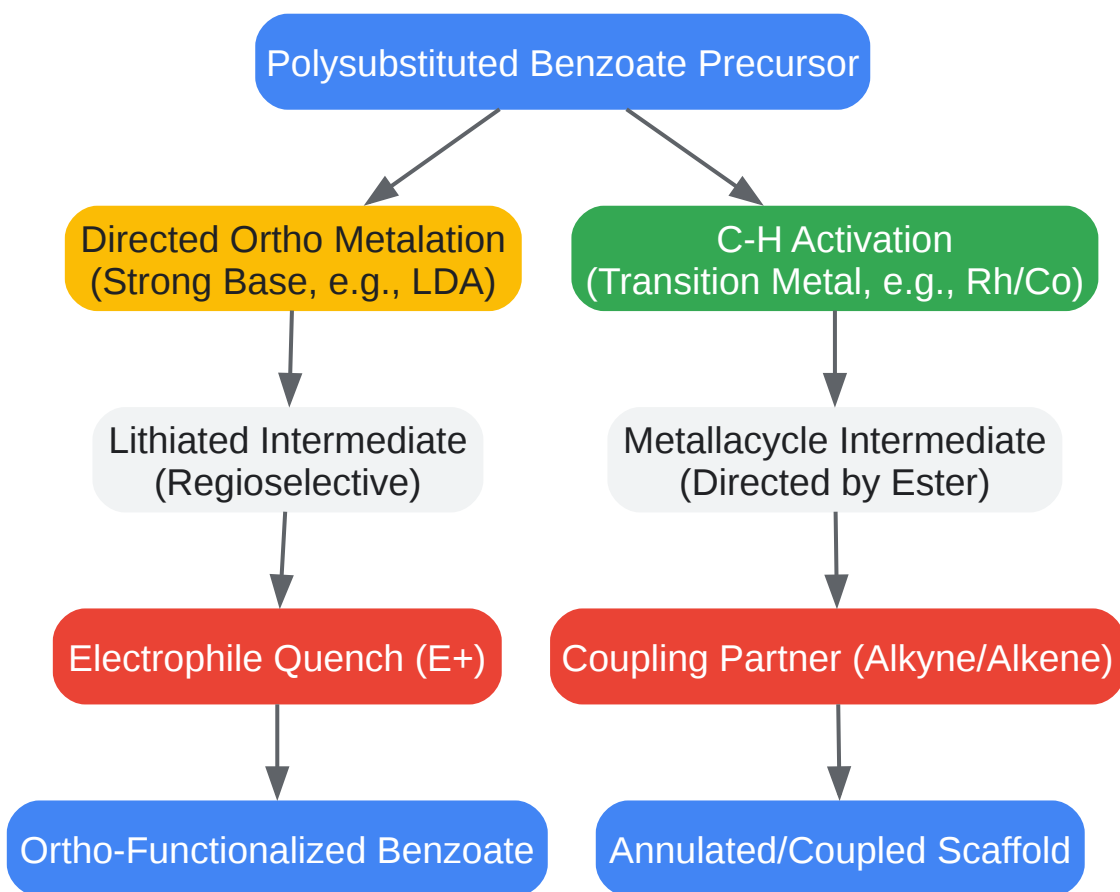 Polysubstituted Benzoate Precursor
Directed Ortho Metalation
(Strong Base, e.g., LDA)
C-H Activation
(Transition Metal, e.g., Rh/Co)
Lithiated Intermediate
(Regioselective)
Metallacycle Intermediate
(Directed by Ester)
Electrophile Quench (E+)
Coupling Partner (Alkyne/Alkene)
Ortho-Functionalized Benzoate
Annulated/Coupled Scaffold